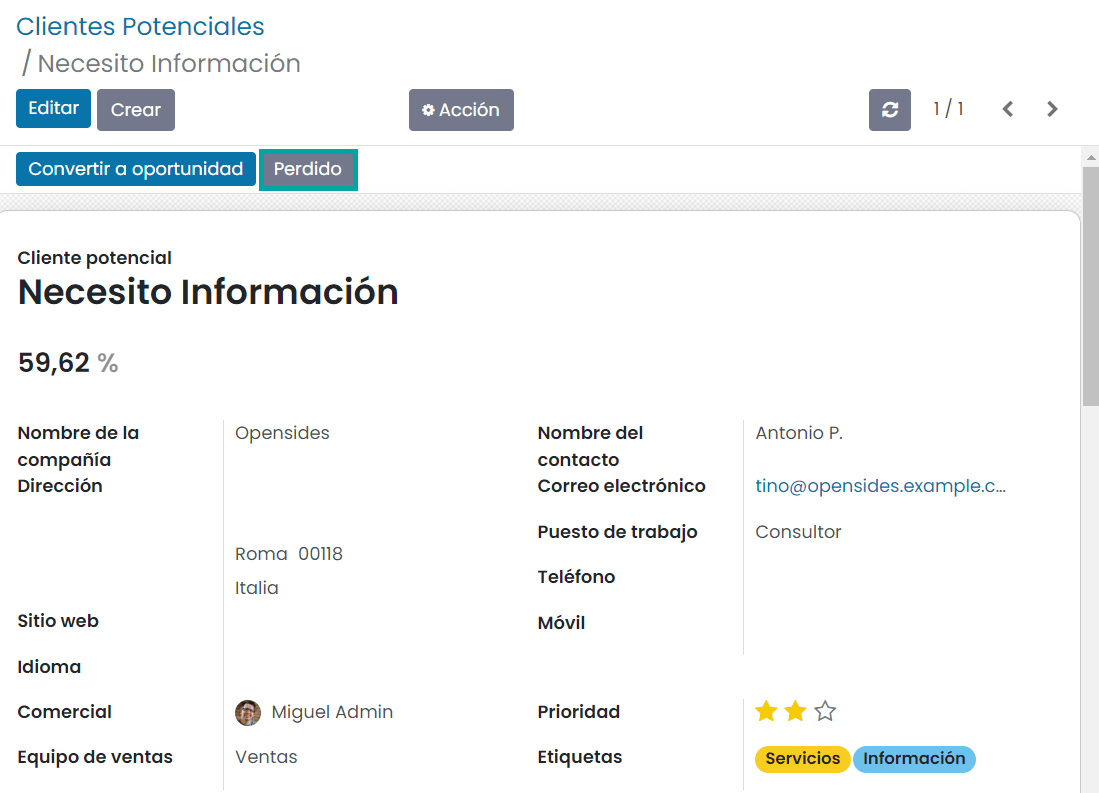 Clientes Potenciales
/ Necesito Información
Editar Crear Acción 1 / 1
Convertir a oportunidad Perdido
Cliente potencial
Necesito Información
59,62 %
Nombre de la compañía Opensides
Dirección
Roma 00118
Italia
Sitio web
Idioma
Comercial Miguel Admin
Equipo de ventas Ventas
Nombre del contacto Antonio P.
Correo electrónico tino@opensides.example.c...
Puesto de trabajo Consultor
Teléfono
Móvil
Prioridad
Etiquetas Servicios Información